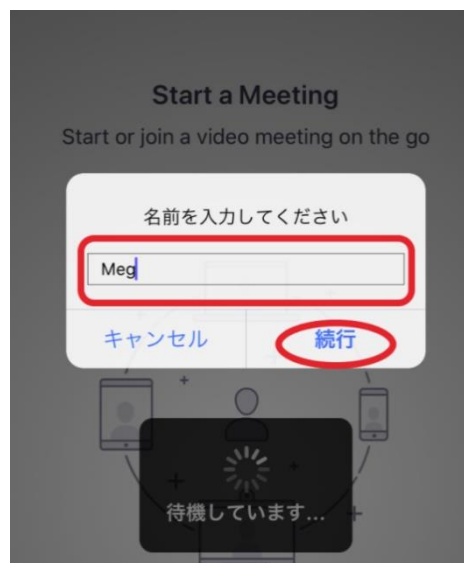 Start a Meeting
Start or join a video meeting on the go
名前を入力してください
Meg
キャンセル
続行
待機しています...